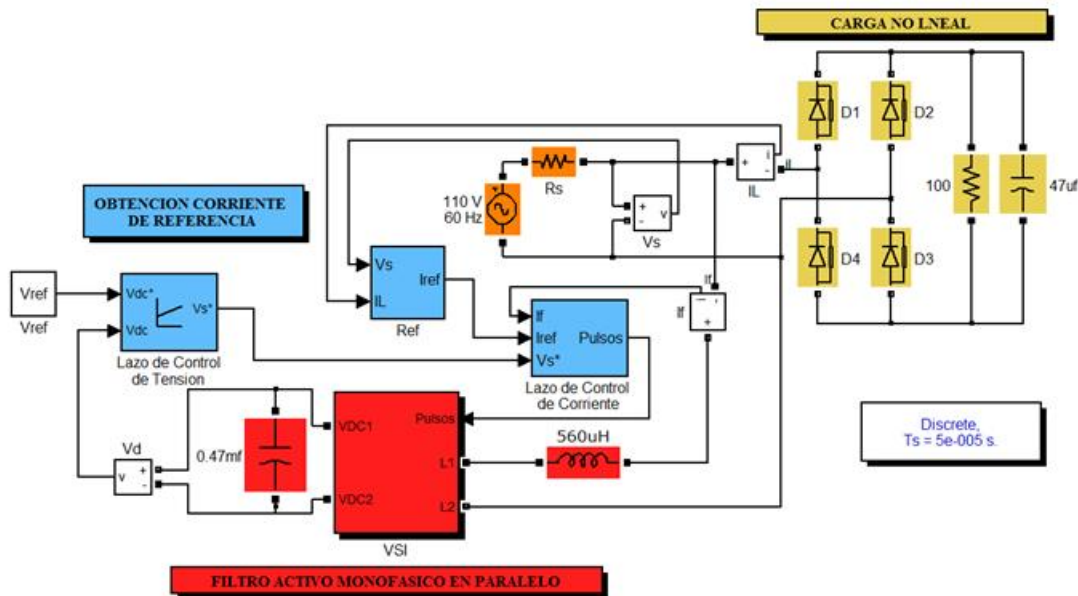 CARGA NO LNEAL
D1
D2
100
47uf
D4
D3
Rs
110 V
60 Hz
+
v
-
Vs
+
i
-
iL
IL
OBTENCION CORRIENTE
DE REFERENCIA
Vref
Vref
Vdc*
Vdc
Vs*
Lazo de Control
de Tension
Vs
IL
Iref
Ref
If
Iref
Vs*
Pulsos
Lazo de Control
de Corriente
If
If
+
Vd
v
+
-
0.47mf
Pulsos
VDC1
VDC2
L1
L2
VSI
560uH
Discrete,
Ts = 5e-005 s.
FILTRO ACTIVO MONOFASICO EN PARALELO